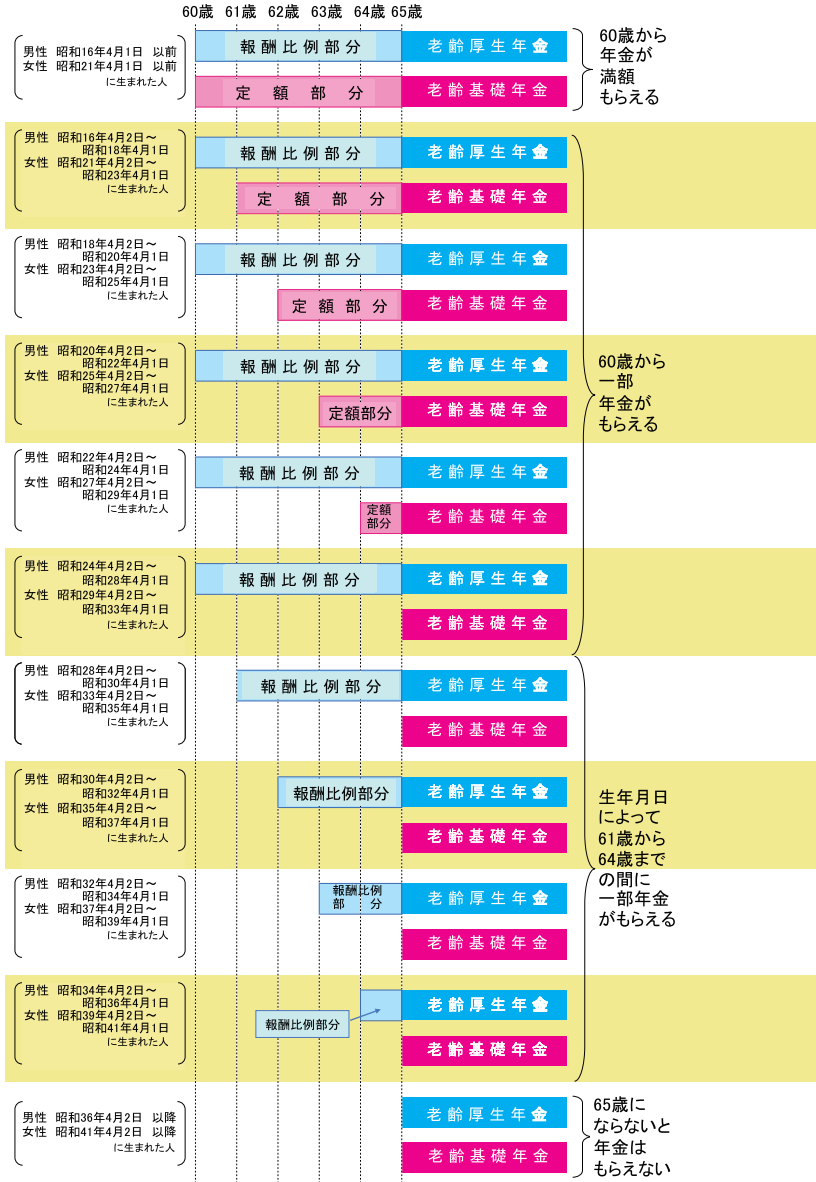 60歳 61歳 62歳 63歳 64歳 65歳
男性 昭和16年4月1日 以前
女性 昭和21年4月1日 以前
に生まれた人
報酬比例部分 老齢厚生年金
定額部分 老齢基礎年金
60歳から
年金が
満額
もらえる
男性 昭和16年4月2日～
昭和18年4月1日
女性 昭和21年4月2日～
昭和23年4月1日
に生まれた人
報酬比例部分 老齢厚生年金
定額部分 老齢基礎年金
男性 昭和18年4月2日～
昭和20年4月1日
女性 昭和23年4月2日～
昭和25年4月1日
に生まれた人
報酬比例部分 老齢厚生年金
定額部分 老齢基礎年金
男性 昭和20年4月2日～
昭和22年4月1日
女性 昭和25年4月2日～
昭和27年4月1日
に生まれた人
報酬比例部分 老齢厚生年金
定額部分 老齢基礎年金
60歳から
一部
年金が
もらえる
男性 昭和22年4月2日～
昭和24年4月1日
女性 昭和27年4月2日～
昭和29年4月1日
に生まれた人
報酬比例部分 老齢厚生年金
定額
部分
老齢基礎年金
男性 昭和24年4月2日～
昭和28年4月1日
女性 昭和29年4月2日～
昭和33年4月1日
に生まれた人
報酬比例部分 老齢厚生年金
老齢基礎年金
男性 昭和28年4月2日～
昭和30年4月1日
女性 昭和33年4月2日～
昭和35年4月1日
に生まれた人
報酬比例部分 老齢厚生年金
老齢基礎年金
男性 昭和30年4月2日～
昭和32年4月1日
女性 昭和35年4月2日～
昭和37年4月1日
に生まれた人
報酬比例部分 老齢厚生年金
老齢基礎年金
生年月日
によって
61歳から
64歳まで
の間に
一部年金
がもらえる
男性 昭和32年4月2日～
昭和34年4月1日
女性 昭和37年4月2日～
昭和39年4月1日
に生まれた人
報酬比例
部分
老齢厚生年金
老齢基礎年金
男性 昭和34年4月2日～
昭和36年4月1日
女性 昭和39年4月2日～
昭和41年4月1日
に生まれた人
報酬比例部分
老齢厚生年金
老齢基礎年金
男性 昭和36年4月2日 以降
女性 昭和41年4月2日 以降
に生まれた人
老齢厚生年金
老齢基礎年金
65歳に
ならないと
年金は
もらえない